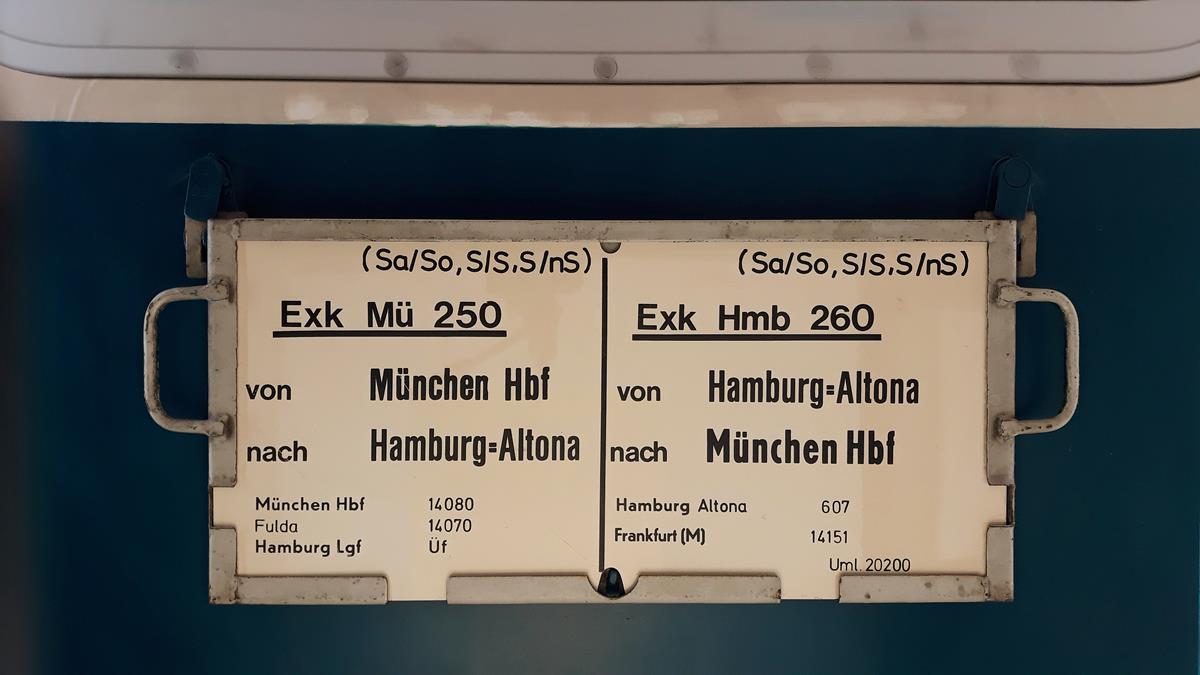 (Sa/So, S/S, S/nS)
Exk Mü 250
von München Hbf
nach Hamburg=Altona
München Hbf 14080
Fulda 14070
Hamburg Lgf Üf
(Sa/So, S/S, S/nS)
Exk Hmb 260
von Hamburg=Altona
nach München Hbf
Hamburg Altona 607
Frankfurt (M) 14151
Uml. 20200